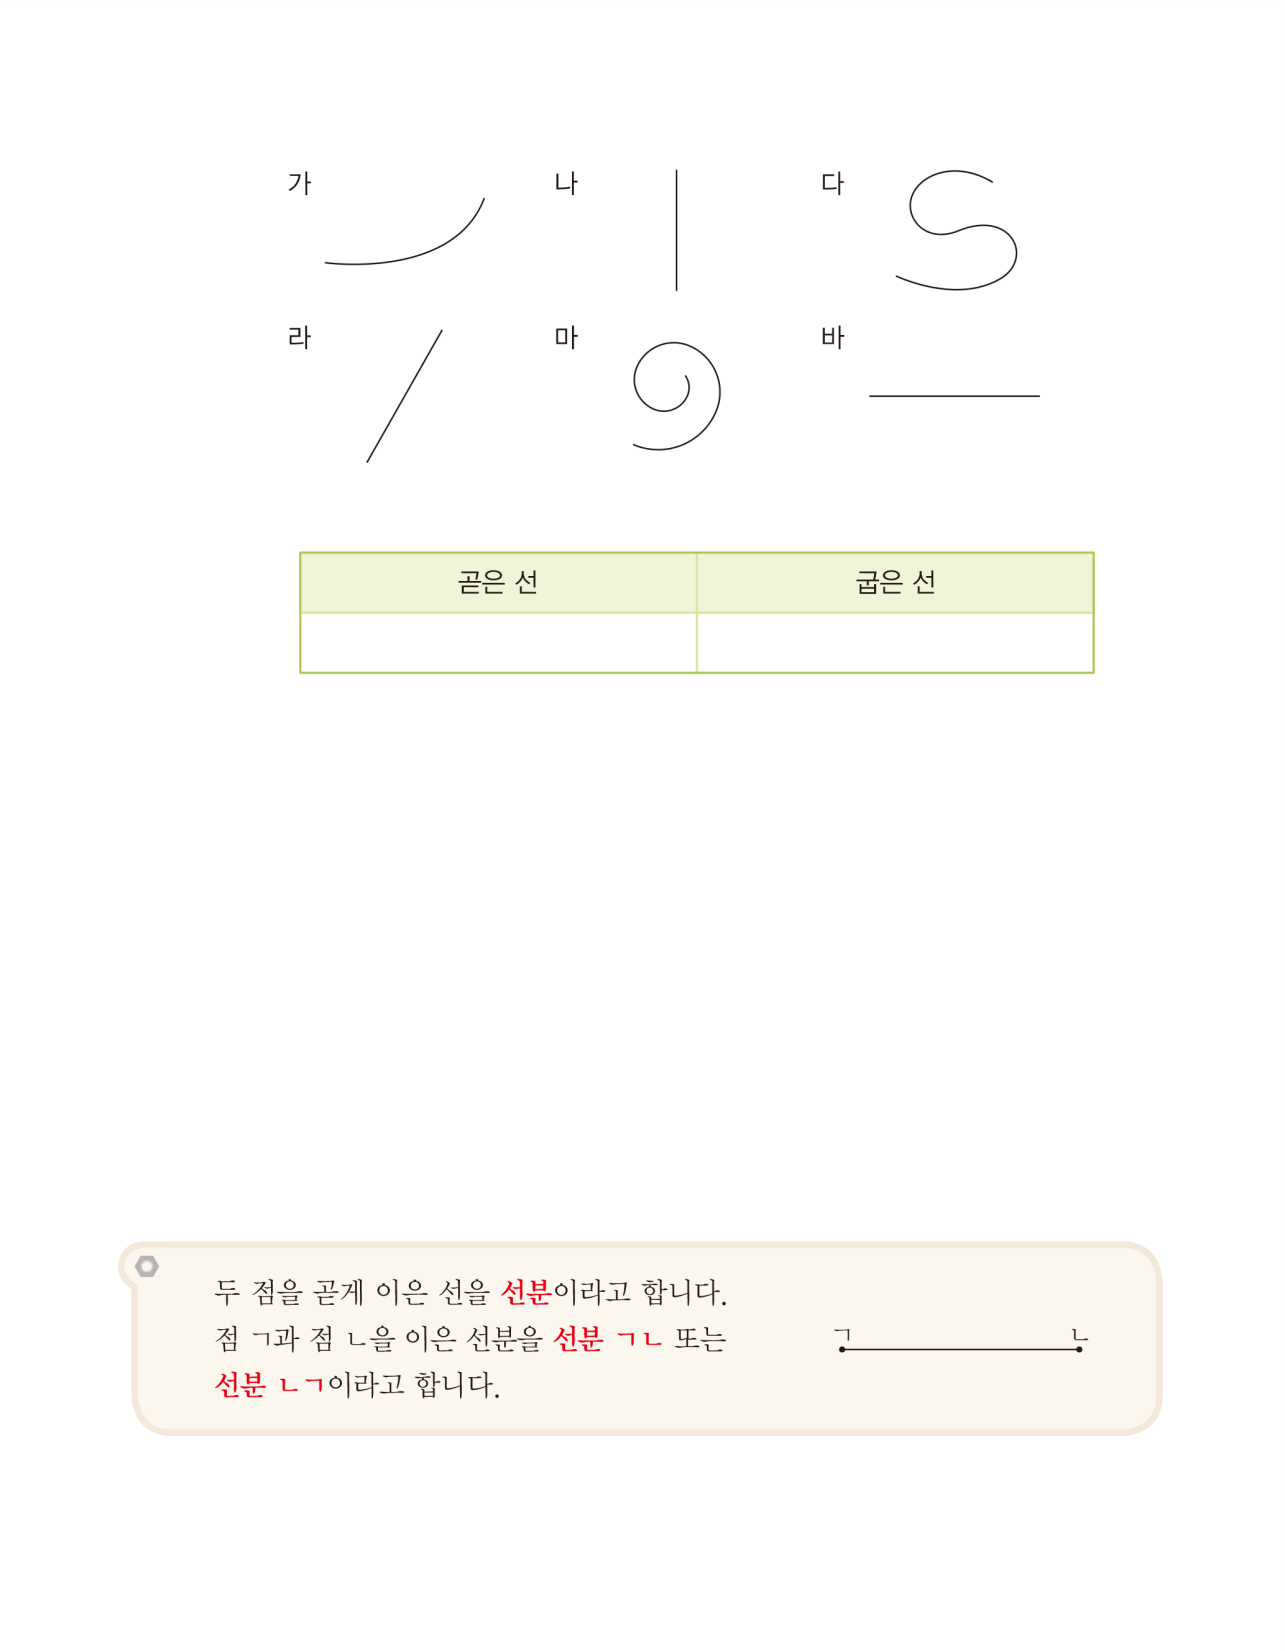 가 나 다
라 마 바
곧은 선 굽은 선
두 점을 곧게 이은 선을 선분이라고 합니다.
점 ㄱ과 점 ㄴ을 이은 선분을 선분 ㄱㄴ 또는
선분 ㄴㄱ이라고 합니다.
ㄱ ㄴ